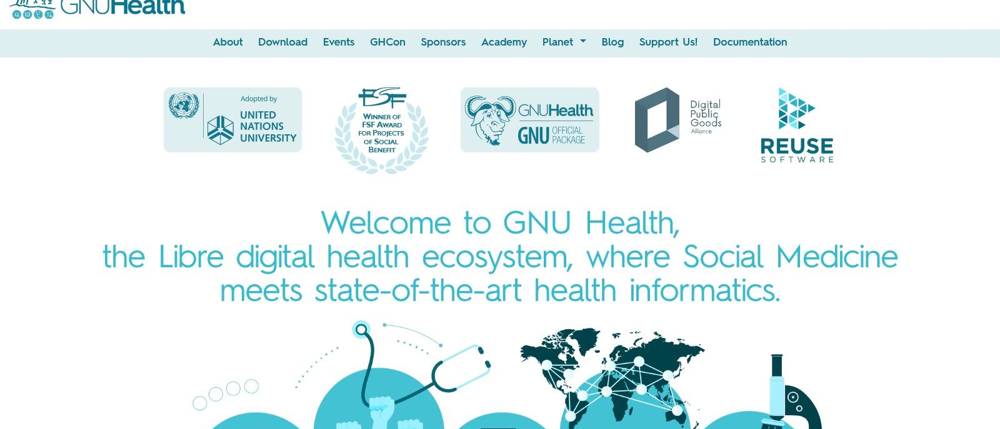 GNUHealth
About Download Events GHCon Sponsors Academy Planet Blog Support Us! Documentation
Adopted by
UNITED
NATIONS
UNIVERSITY
FSF
WINNER OF
FSF AWARD
FOR PROJECTS
OF SOCIAL
BENEFIT
GNUHealth
GNU OFFICIAL
PACKAGE
Digital
Public
Goods
Alliance
REUSE
SOFTWARE
Welcome to GNU Health,
the Libre digital health ecosystem, where Social Medicine
meets state-of-the-art health informatics.